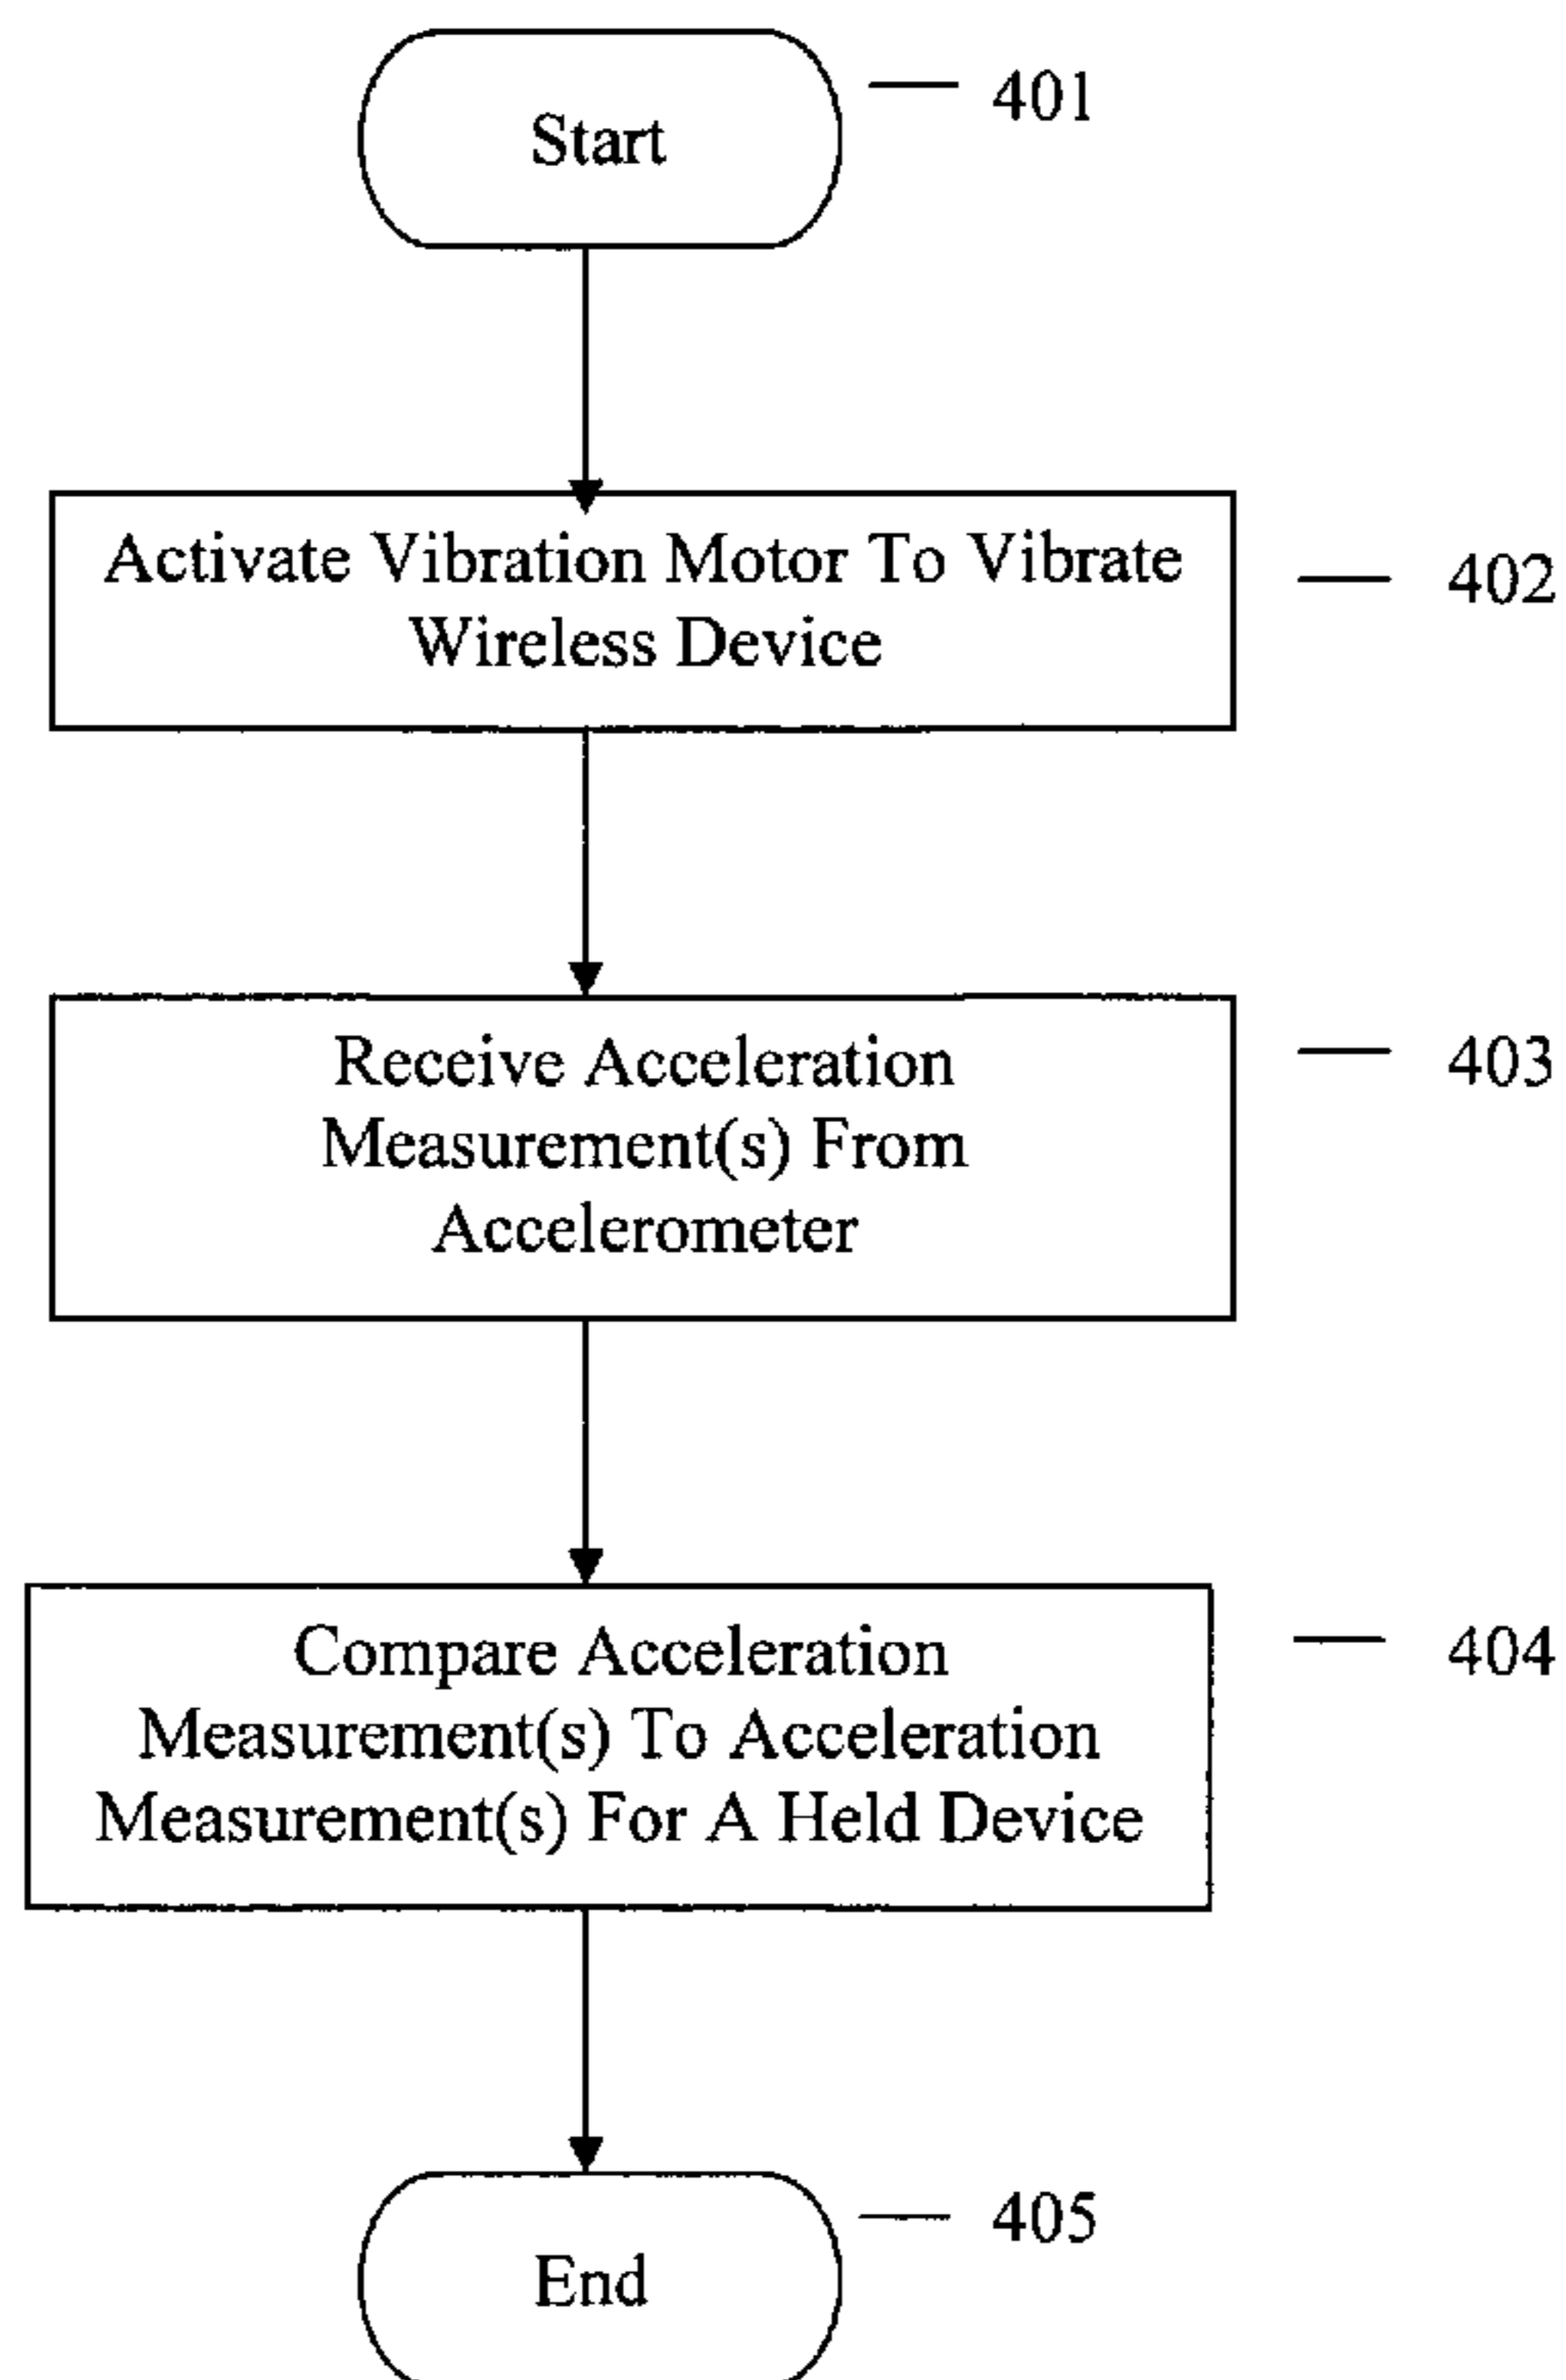 Start
401
Activate Vibration Motor To Vibrate
Wireless Device
402
Receive Acceleration
Measurement(s) From
Accelerometer
403
Compare Acceleration
Measurement(s) To Acceleration
Measurement(s) For A Held Device
404
End
405